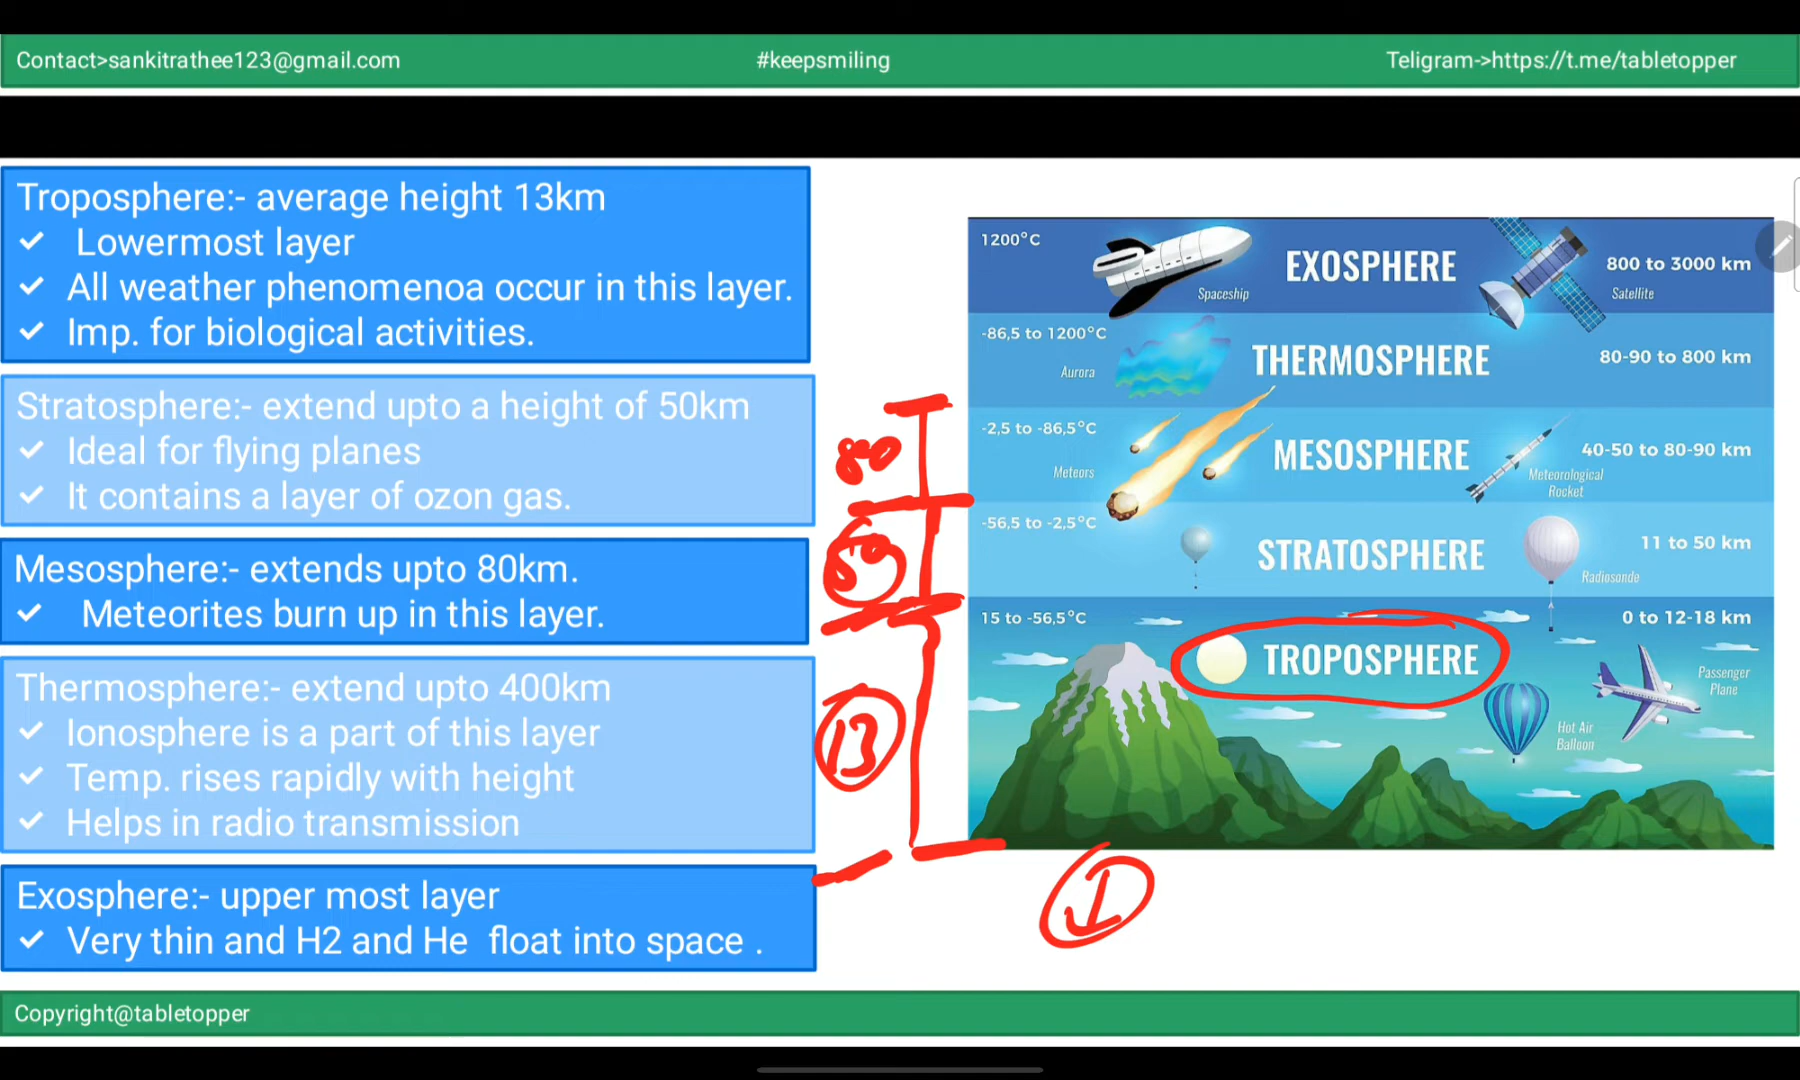 Contact>sankitrathee123@gmail.com
#keepsmiling
Teligram->https://t.me/tabletopper
Troposphere:- average height 13km
✓ Lowermost layer
✓ All weather phenomenoa occur in this layer.
✓ Imp. for biological activities.
Stratosphere:- extend upto a height of 50km
✓ Ideal for flying planes
✓ It contains a layer of ozon gas.
Mesosphere:- extends upto 80km.
✓ Meteorites burn up in this layer.
Thermosphere:- extend upto 400km
✓ Ionosphere is a part of this layer
✓ Temp. rises rapidly with height
✓ Helps in radio transmission
Exosphere:- upper most layer
✓ Very thin and H2 and He float into space .
80
50
13
1
1200°C
Spaceship
EXOSPHERE
800 to 3000 km
Satellite
-86,5 to 1200°C
Aurora
THERMOSPHERE
80-90 to 800 km
-2,5 to -86,5°C
Meteors
MESOSPHERE
40-50 to 80-90 km
Meteorological
Rocket
-56,5 to -2,5°C
STRATOSPHERE
11 to 50 km
Radiosonde
15 to -56,5°C
TROPOSPHERE
0 to 12-18 km
Passenger
Plane
Hot Air
Balloon
Copyright@tabletopper